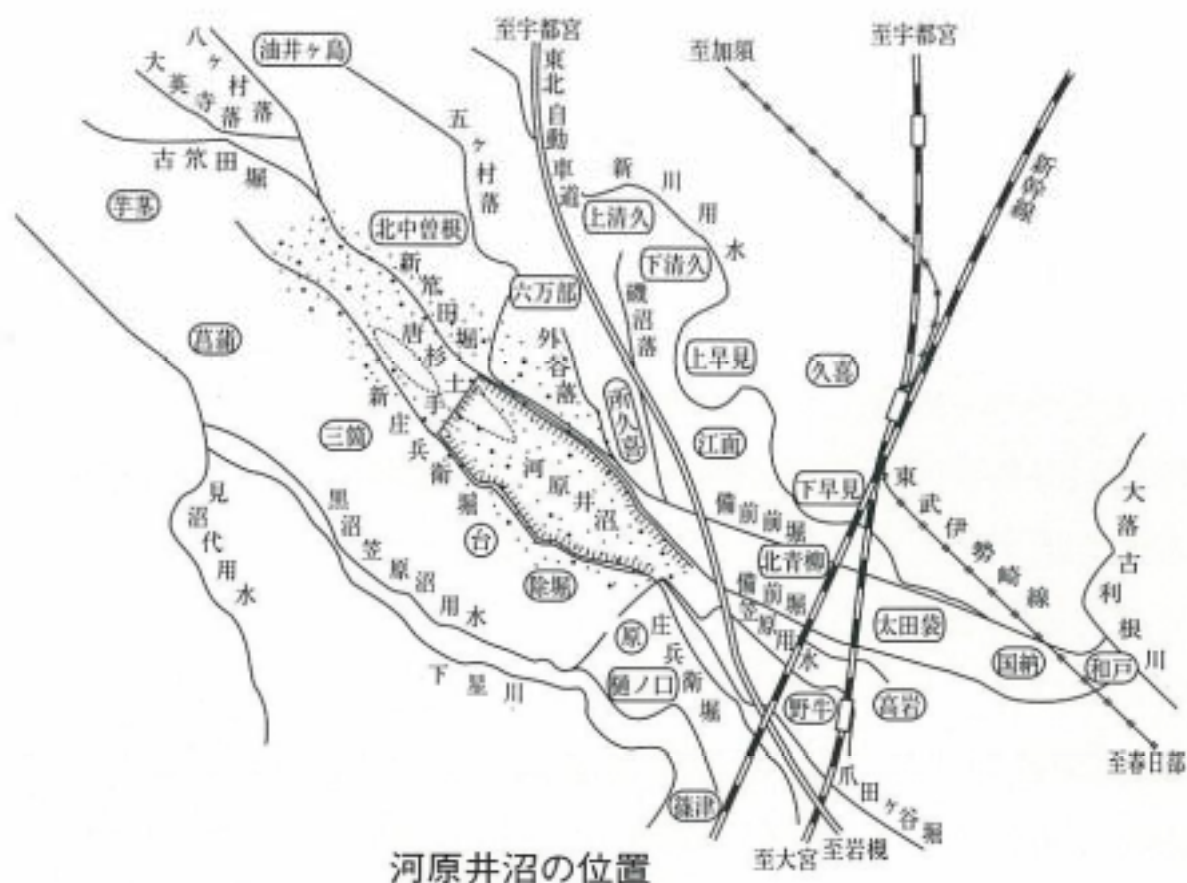 至宇都宮
至宇都宮
至加須
八ヶ村落
大英寺落
油井ヶ島
東北自動車道
五ヶ村落
新川用水
新幹線
古笊田堀
上清久
北中曽根
下清久
六万部
磯沼落
新笊田堀
外谷落
菖蒲
唐杉
上早見
久喜
土手
所久喜
三箇
新庄兵衛堀
江面
河原井沼
下早見
東武伊勢崎線
大落古利根川
見沼代用水
黒沼笠原沼用水
台
備前前堀
北青柳
除堀
備前堀
笠原用水
太田袋
原
庄兵衛堀
国納
和戸
下星川
樋ノ口
野牛
高岩
至春日部
爪田ヶ谷堀
篠津
至大宮
至岩槻
河原井沼の位置